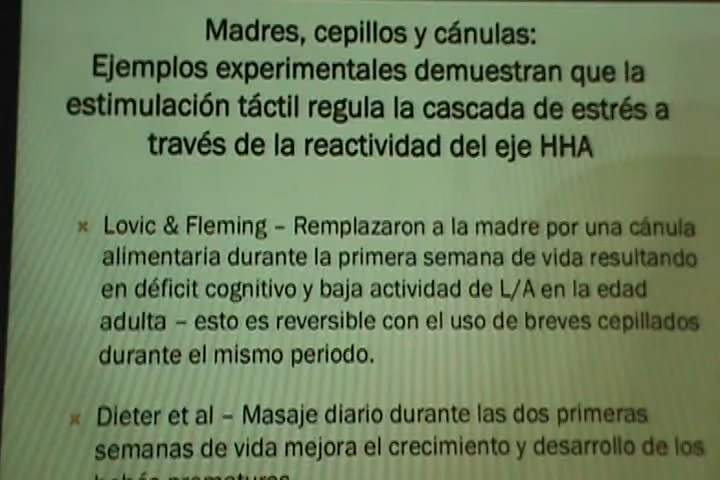 Madres, cepillos y cánulas:
Ejemplos experimentales demuestran que la
estimulación táctil regula la cascada de estrés a
través de la reactividad del eje HHA
Lovic & Fleming – Remplazaron a la madre por una cánula
alimentaria durante la primera semana de vida resultando
en déficit cognitivo y baja actividad de L/A en la edad
adulta – esto es reversible con el uso de breves cepillados
durante el mismo periodo.
Dieter et al – Masaje diario durante las dos primeras
semanas de vida mejora el crecimiento y desarrollo de los